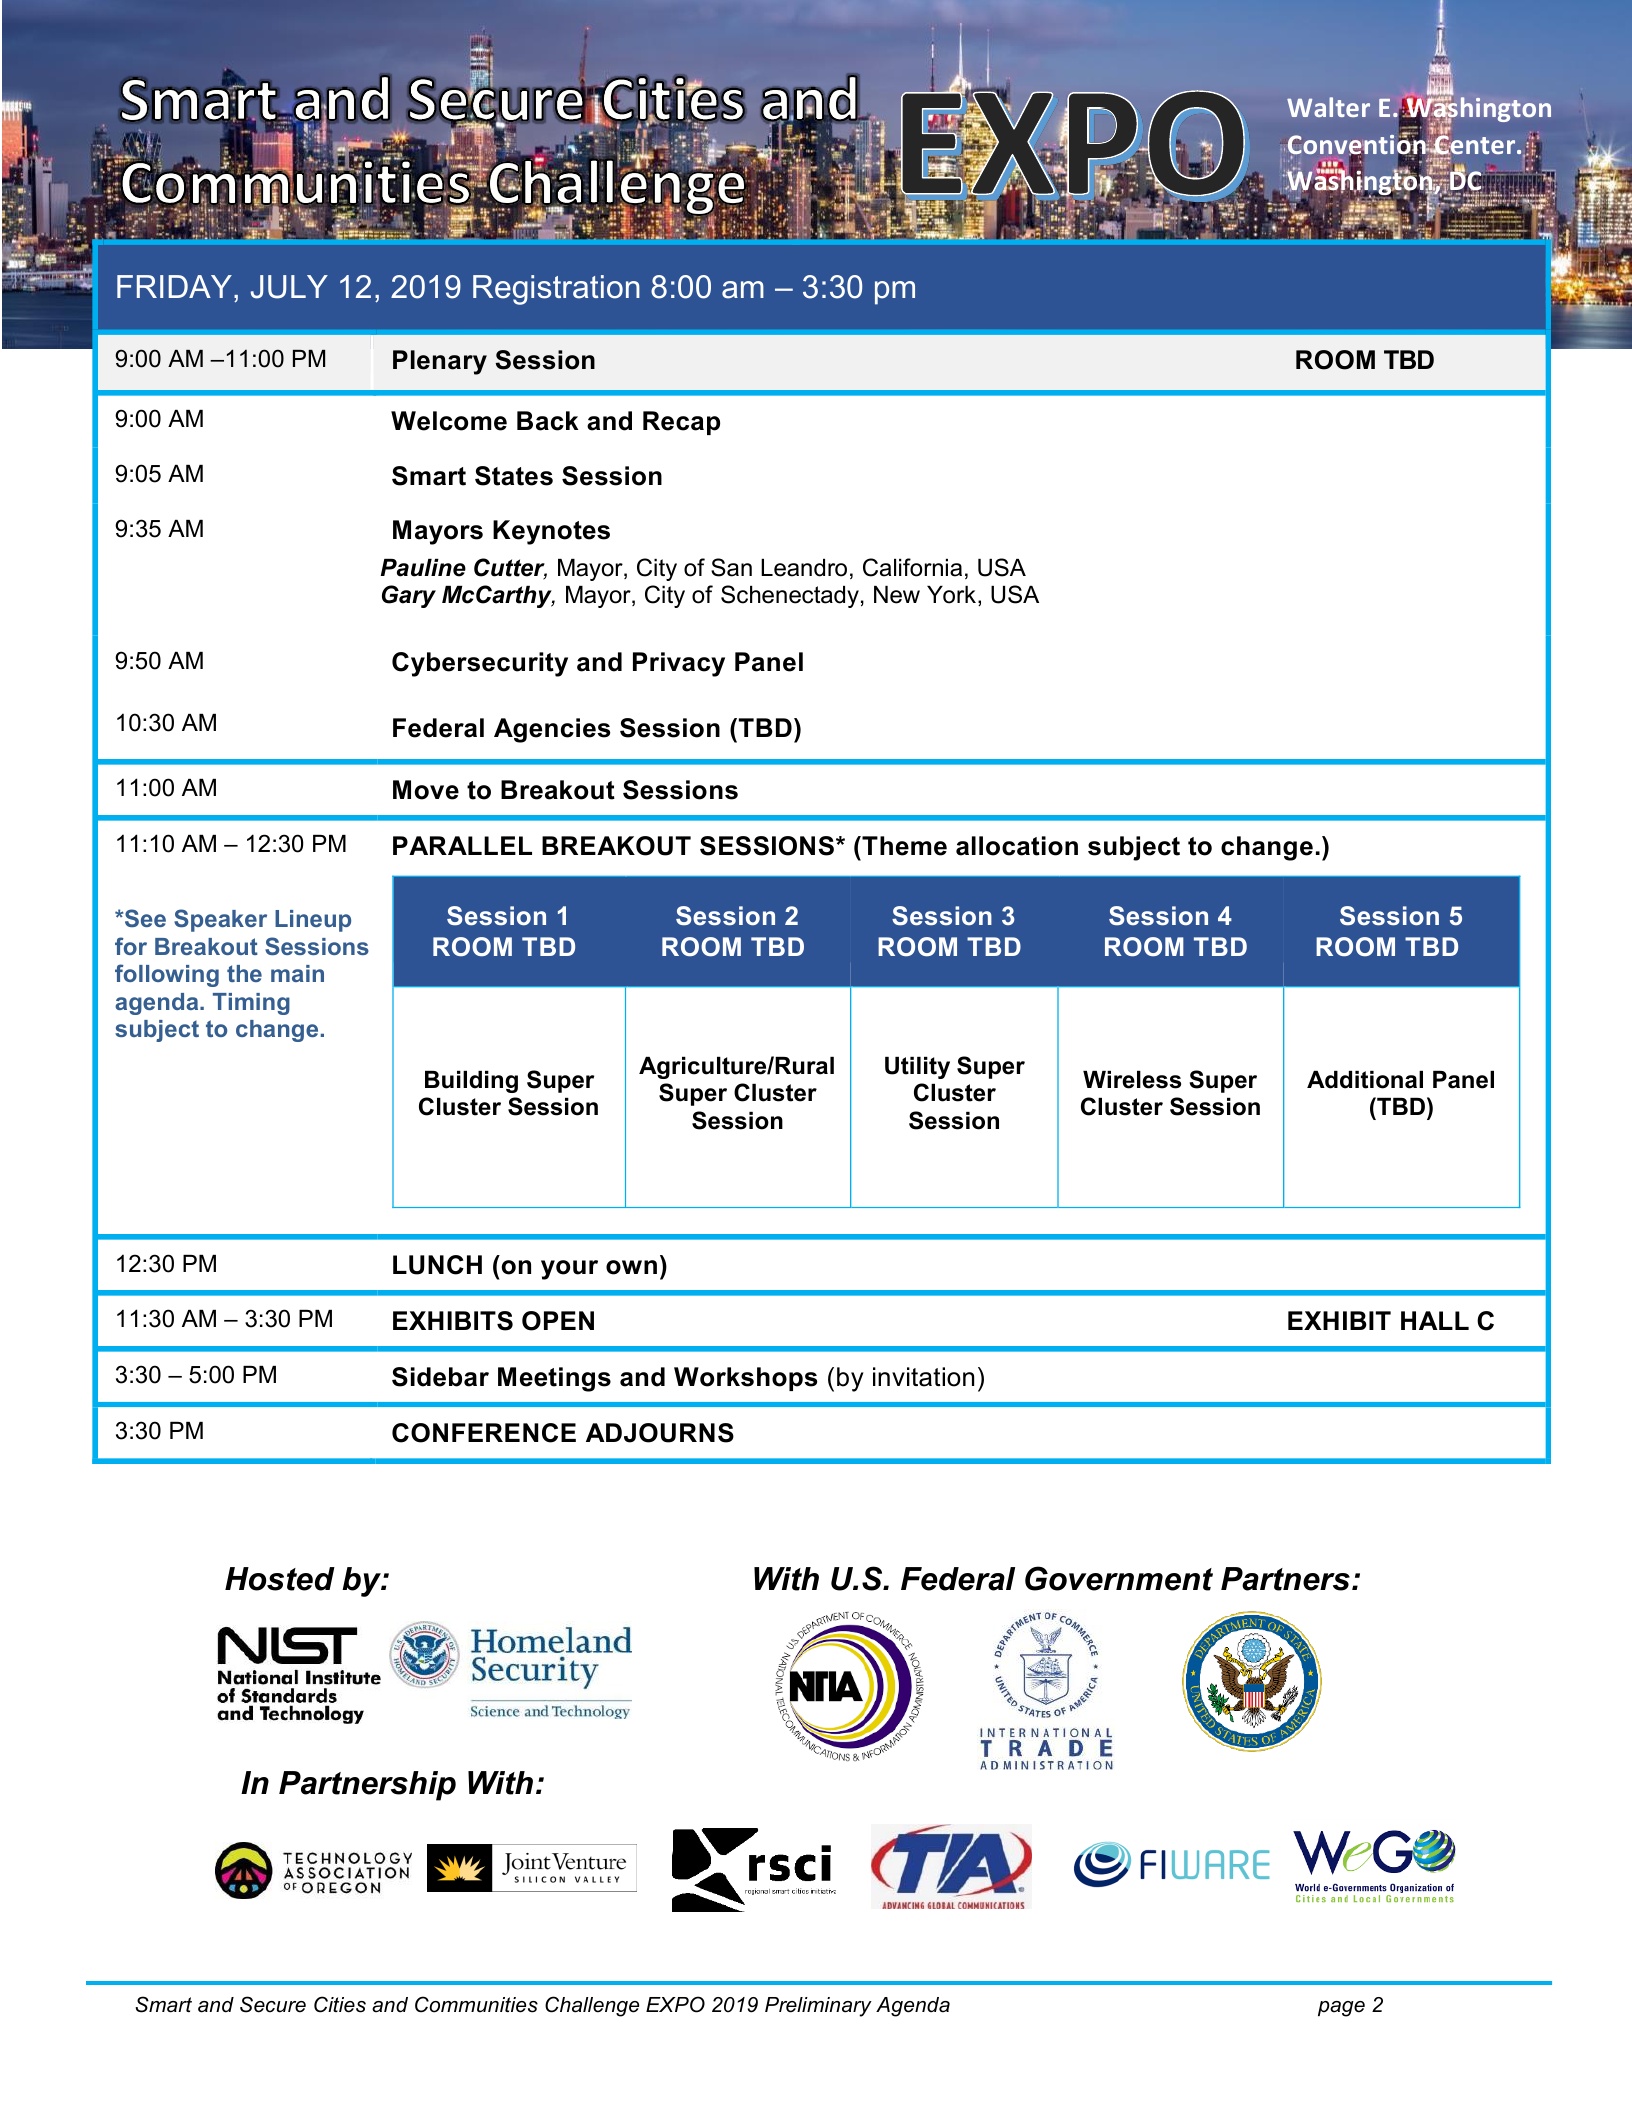 Smart and Secure Cities and
Communities Challenge
EXPO
Walter E. Washington
Convention Center.
Washington, DC
FRIDAY, JULY 12, 2019 Registration 8:00 am – 3:30 pm
9:00 AM –11:00 PM Plenary Session ROOM TBD
9:00 AM Welcome Back and Recap
9:05 AM Smart States Session
9:35 AM Mayors Keynotes
Pauline Cutter, Mayor, City of San Leandro, California, USA
Gary McCarthy, Mayor, City of Schenectady, New York, USA
9:50 AM Cybersecurity and Privacy Panel
10:30 AM Federal Agencies Session (TBD)
11:00 AM Move to Breakout Sessions
11:10 AM – 12:30 PM PARALLEL BREAKOUT SESSIONS* (Theme allocation subject to change.)
*See Speaker Lineup
for Breakout Sessions
following the main
agenda. Timing
subject to change.
Session 1
ROOM TBD
Session 2
ROOM TBD
Session 3
ROOM TBD
Session 4
ROOM TBD
Session 5
ROOM TBD
Building Super
Cluster Session
Agriculture/Rural
Super Cluster
Session
Utility Super
Cluster
Session
Wireless Super
Cluster Session
Additional Panel
(TBD)
12:30 PM LUNCH (on your own)
11:30 AM – 3:30 PM EXHIBITS OPEN EXHIBIT HALL C
3:30 – 5:00 PM Sidebar Meetings and Workshops (by invitation)
3:30 PM CONFERENCE ADJOURNS
Hosted by:
NIST
National Institute
of Standards
and Technology
U.S. DEPARTMENT OF
HOMELAND SECURITY
Homeland
Security
Science and Technology
With U.S. Federal Government Partners:
U.S. DEPARTMENT OF COMMERCE
NATIONAL TELECOMMUNICATIONS & INFORMATION ADMINISTRATION
NTIA
DEPARTMENT OF COMMERCE
UNITED STATES OF AMERICA
INTERNATIONAL
TRADE
ADMINISTRATION
DEPARTMENT OF STATE
UNITED STATES OF AMERICA
In Partnership With:
TECHNOLOGY
ASSOCIATION
OF OREGON
Joint Venture
SILICON VALLEY
rsci
regional smart cities initiative
TIA
ADVANCING GLOBAL COMMUNICATIONS
FIWARE
WeGO
World e-Governments Organization of
Cities and Local Governments
Smart and Secure Cities and Communities Challenge EXPO 2019 Preliminary Agenda page 2